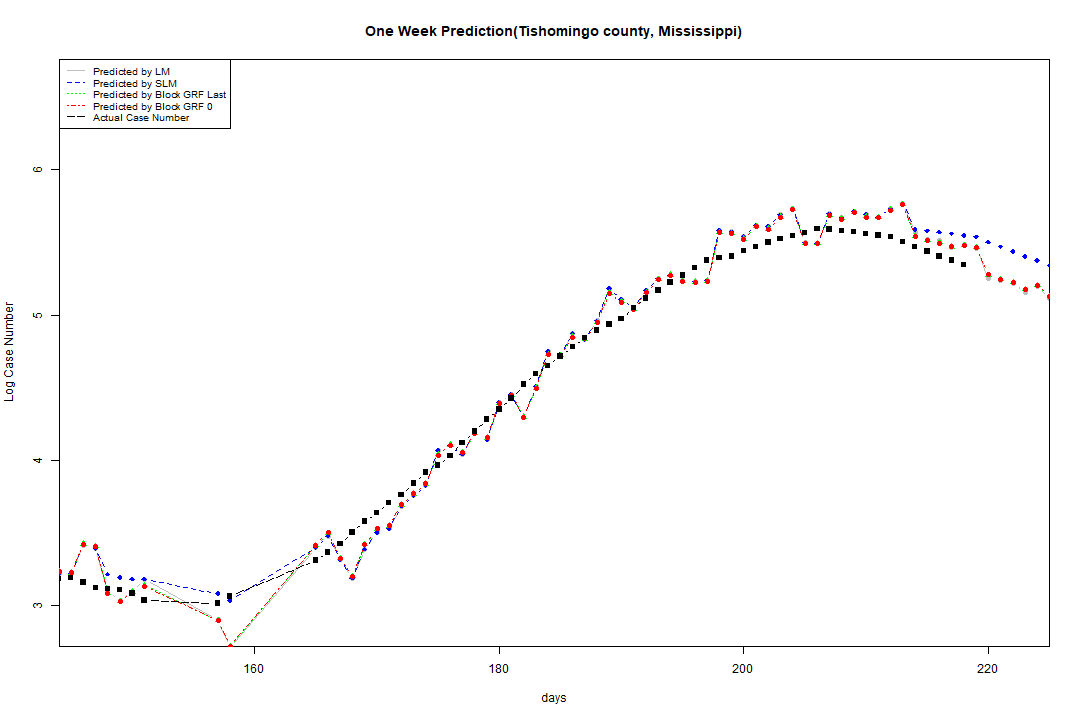 One Week Prediction(Tishomingo county, Mississippi)
Predicted by LM
Predicted by SLM
Predicted by Block GRF Last
Predicted by Block GRF 0
Actual Case Number
6
5
4
3
Log Case Number
160 180 200 220
days